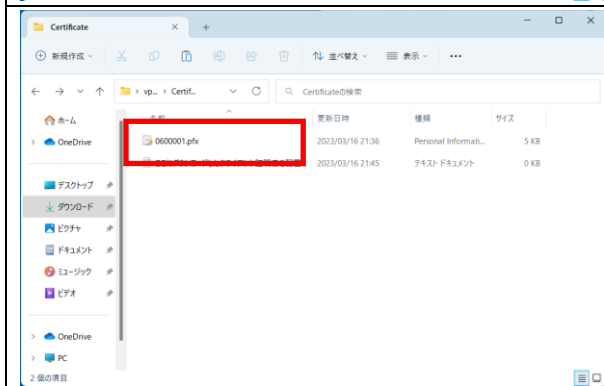 Certificate
新規作成
並べ替え
表示
vp... > Certif...
Certificateの検索
名前 更新日時 種類 サイズ
0600001.pfx 2023/03/16 21:36 Personal Informati... 5 KB
2023/03/16 21:45 テキスト ドキュメント 0 KB
ホーム
OneDrive
デスクトップ
ダウンロード
ピクチャ
ドキュメント
ミュージック
ビデオ
OneDrive
PC
2 個の項目